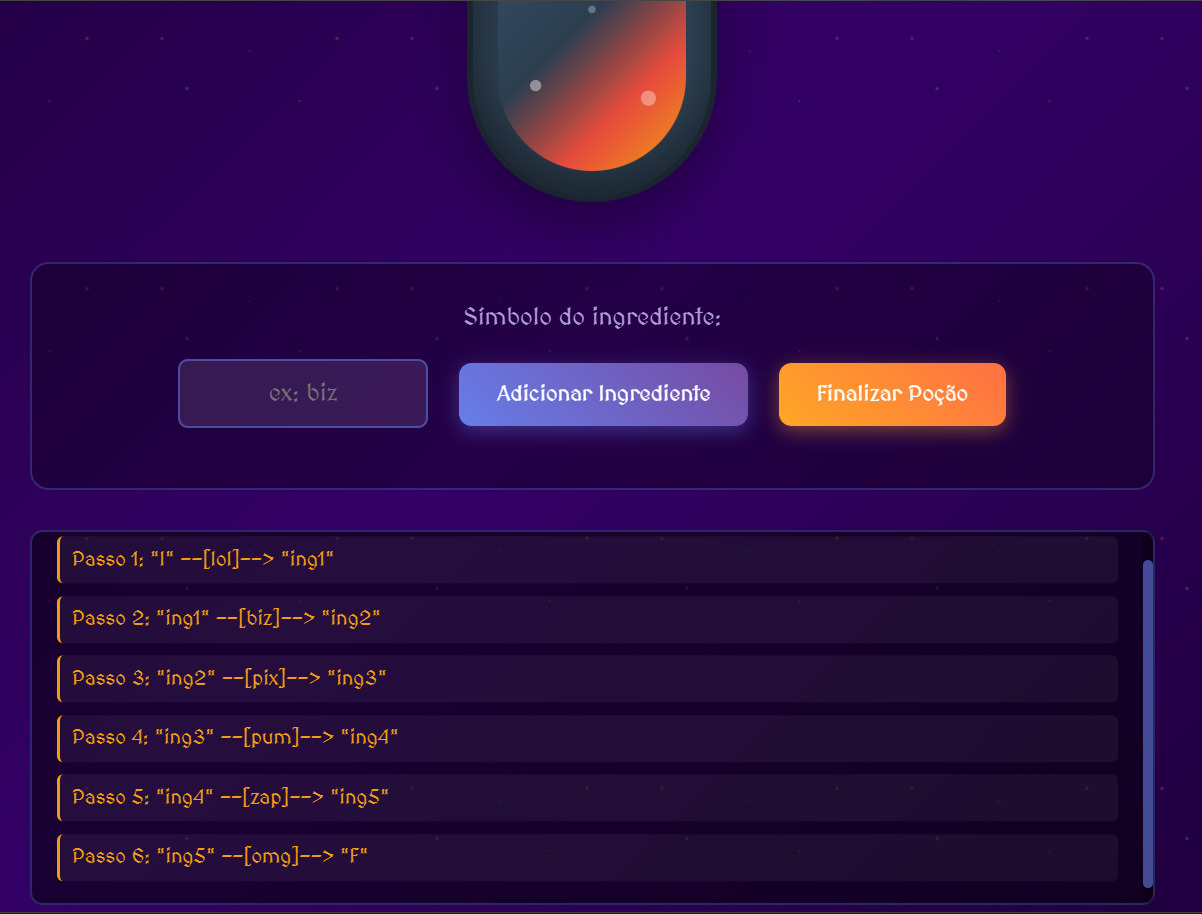 Símbolo do ingrediente:
ex: biz
Adicionar Ingrediente
Finalizar Poção
Passo 1: "I" --[lol]--> "ing1"
Passo 2: "ing1" --[biz]--> "ing2"
Passo 3: "ing2" --[pix]--> "ing3"
Passo 4: "ing3" --[pum]--> "ing4"
Passo 5: "ing4" --[zap]--> "ing5"
Passo 6: "ing5" --[omg]--> "F"